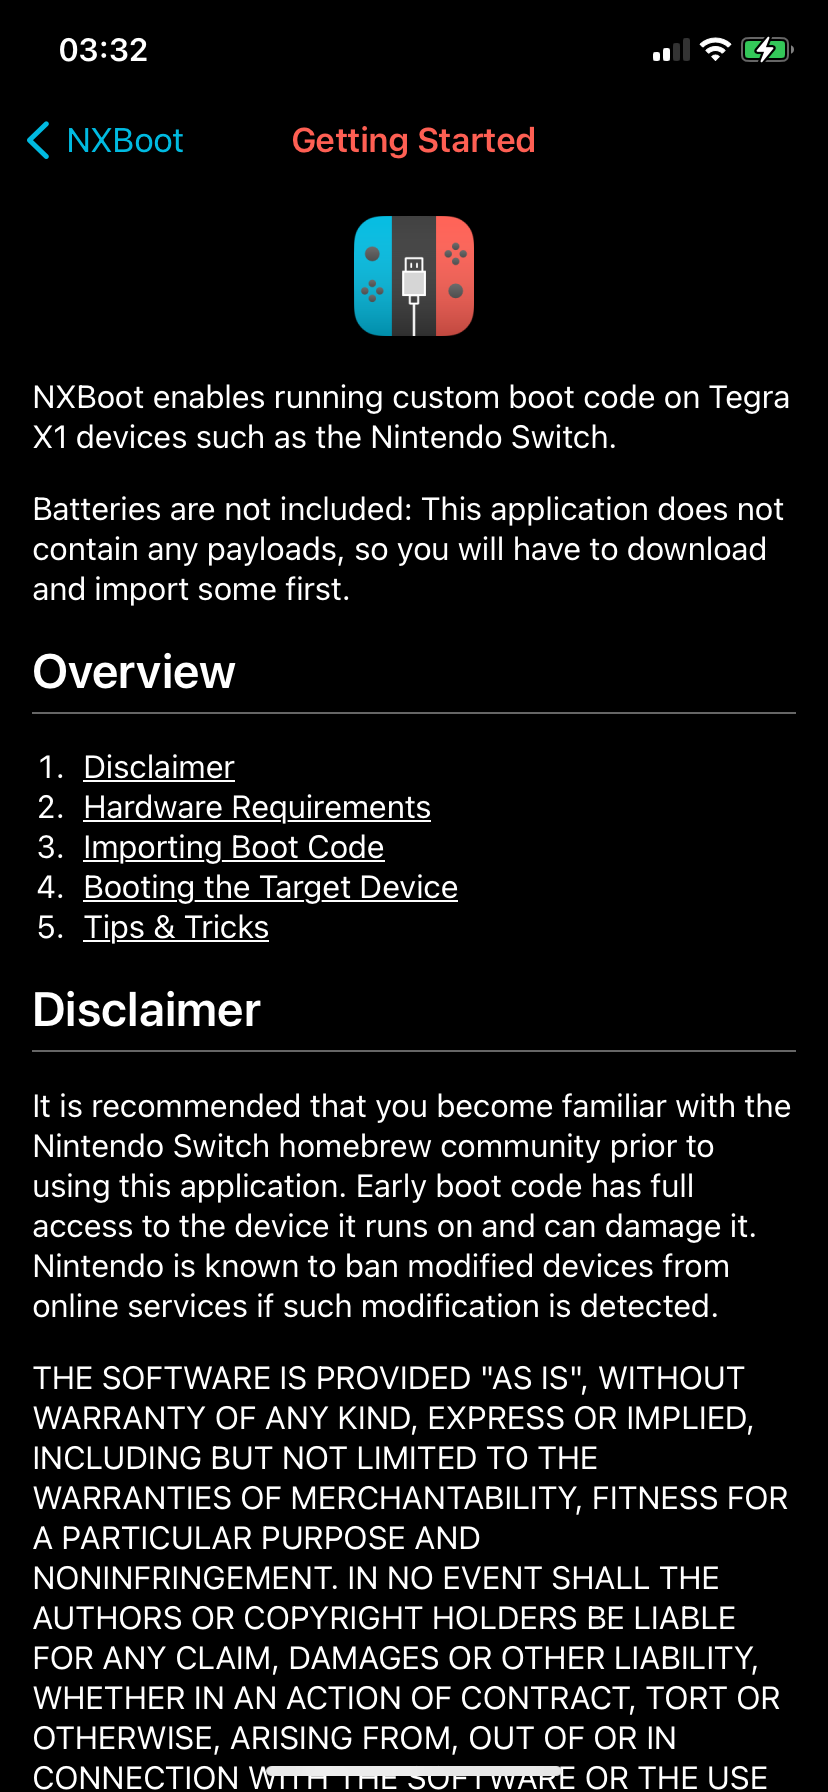 03:32
NXBoot
Getting Started
NXBoot enables running custom boot code on Tegra
X1 devices such as the Nintendo Switch.
Batteries are not included: This application does not
contain any payloads, so you will have to download
and import some first.
Overview
1. Disclaimer
2. Hardware Requirements
3. Importing Boot Code
4. Booting the Target Device
5. Tips & Tricks
Disclaimer
It is recommended that you become familiar with the
Nintendo Switch homebrew community prior to
using this application. Early boot code has full
access to the device it runs on and can damage it.
Nintendo is known to ban modified devices from
online services if such modification is detected.
THE SOFTWARE IS PROVIDED "AS IS", WITHOUT
WARRANTY OF ANY KIND, EXPRESS OR IMPLIED,
INCLUDING BUT NOT LIMITED TO THE
WARRANTIES OF MERCHANTABILITY, FITNESS FOR
A PARTICULAR PURPOSE AND
NONINFRINGEMENT. IN NO EVENT SHALL THE
AUTHORS OR COPYRIGHT HOLDERS BE LIABLE
FOR ANY CLAIM, DAMAGES OR OTHER LIABILITY,
WHETHER IN AN ACTION OF CONTRACT, TORT OR
OTHERWISE, ARISING FROM, OUT OF OR IN
CONNECTION WITH THE SOFTWARE OR THE USE